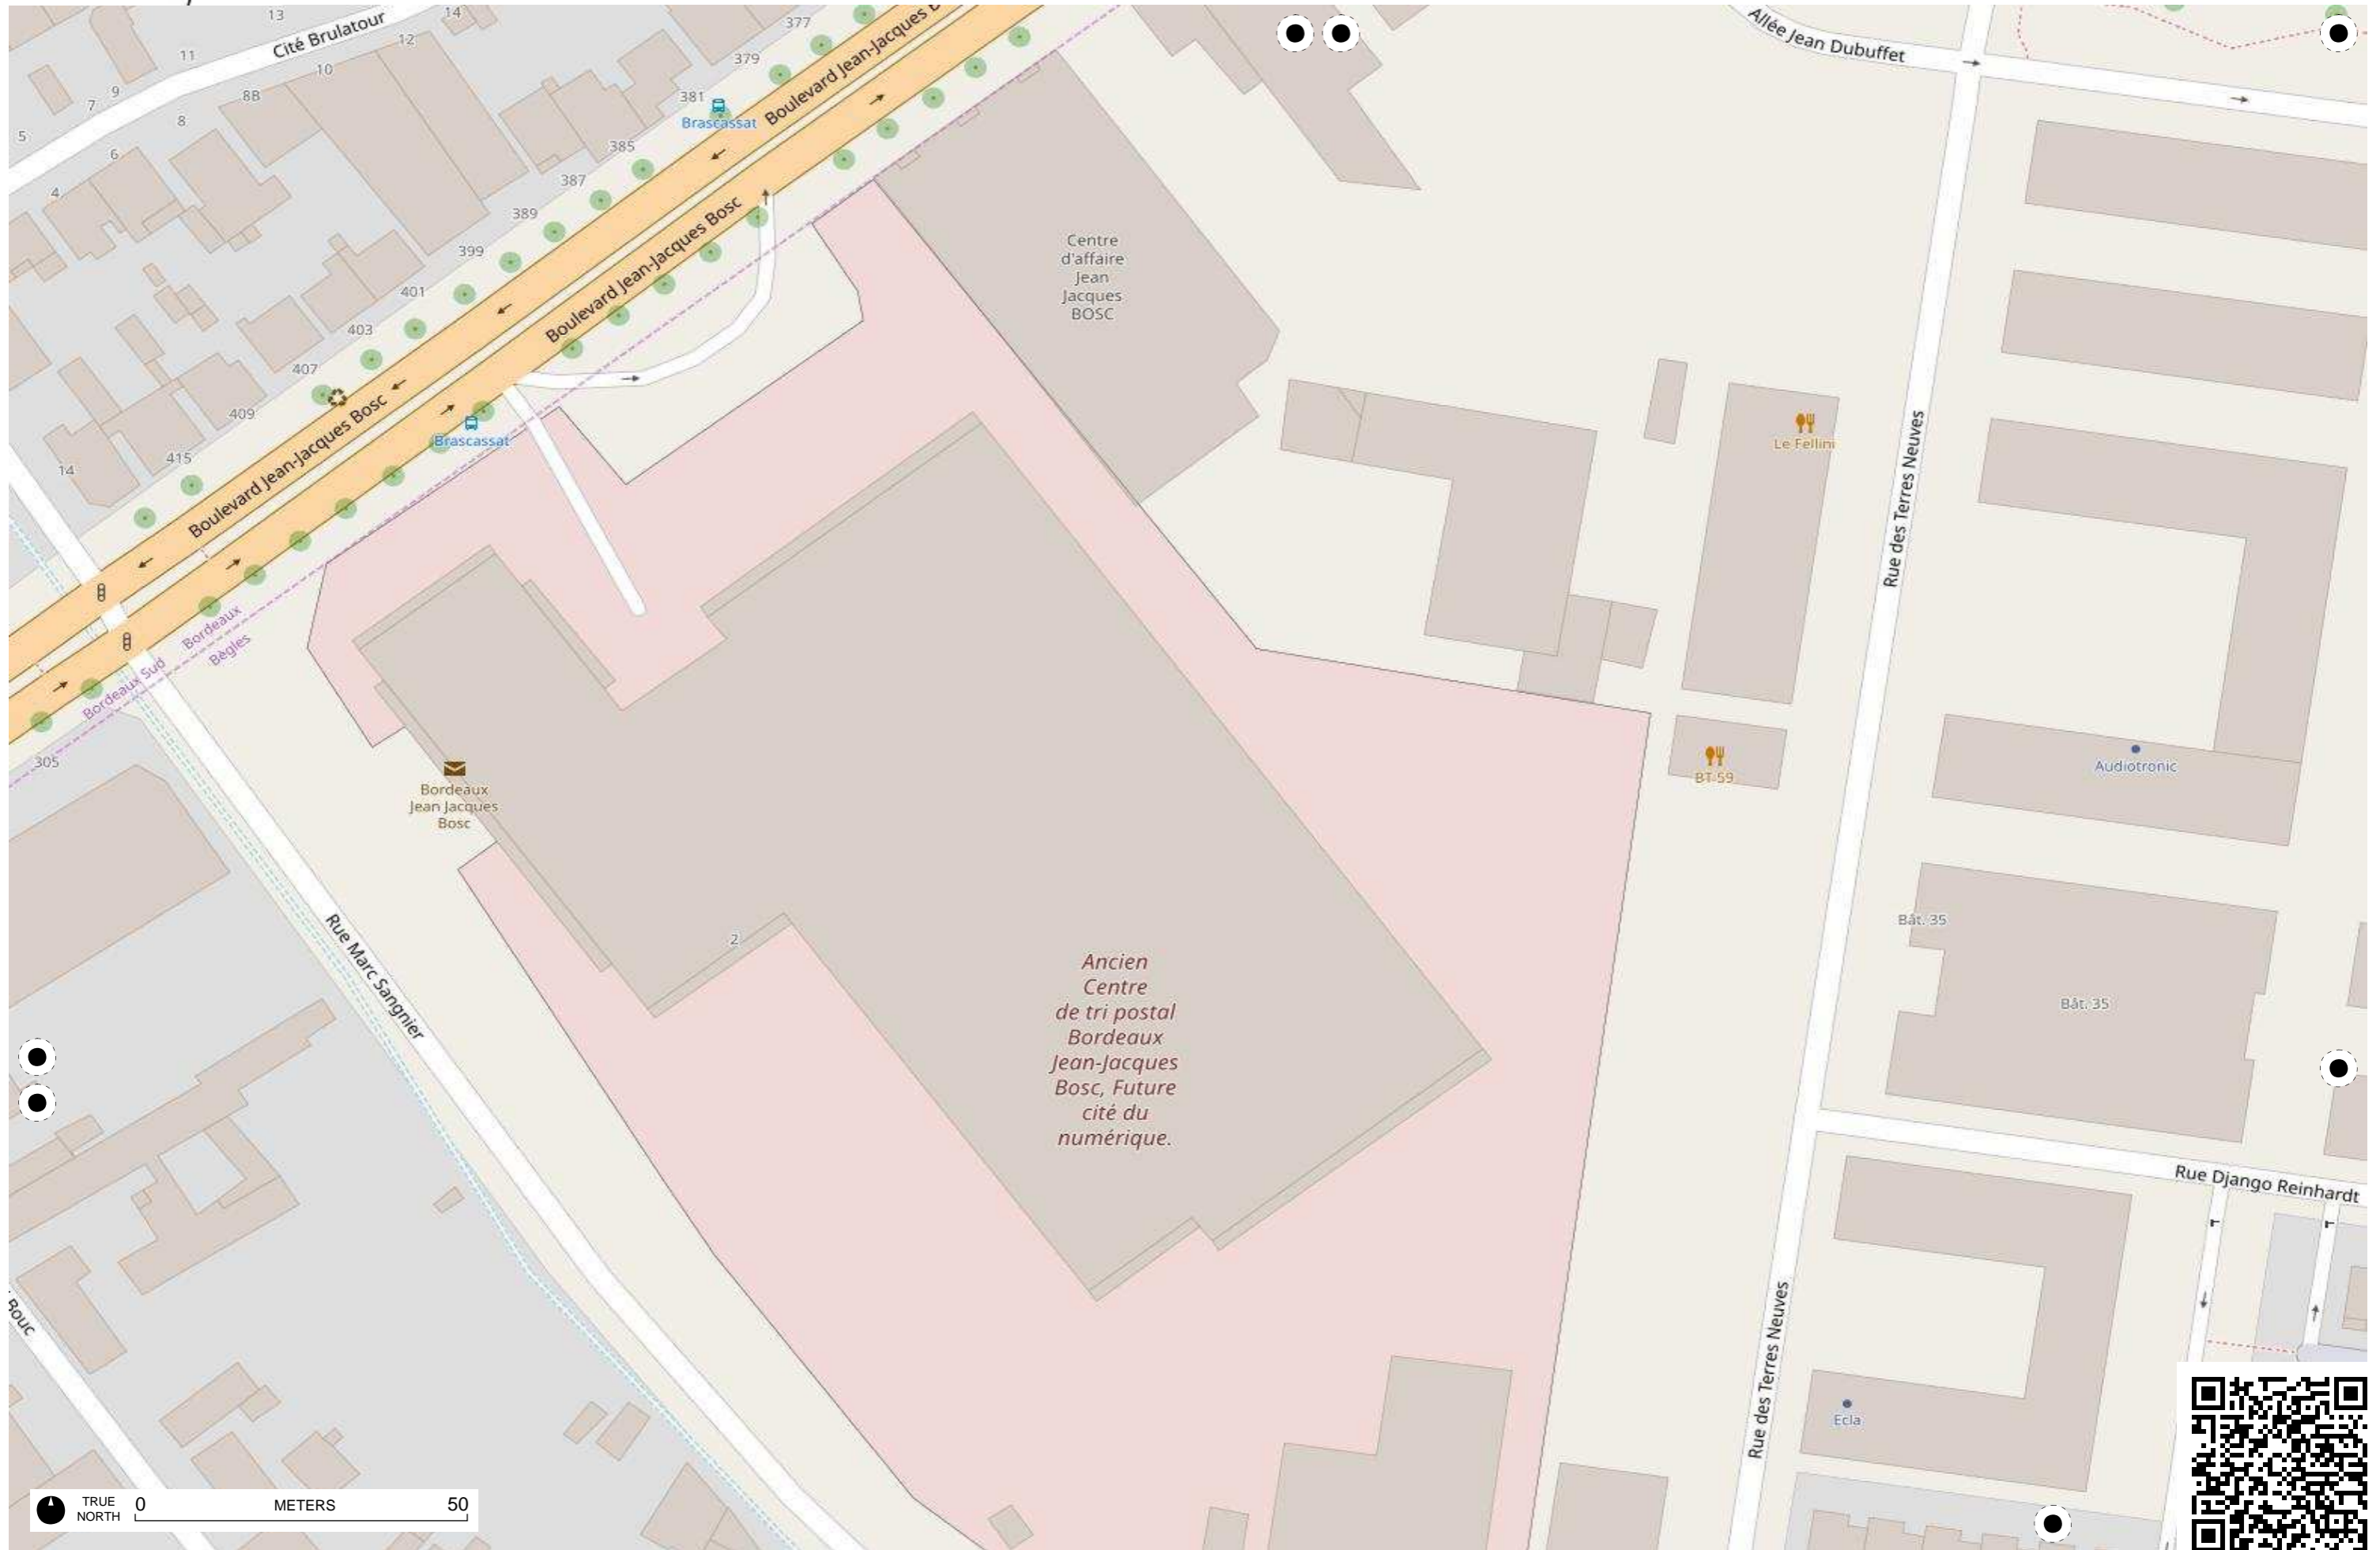 13
14
377
Cité Brulatour
12
11
10
379
9
8B
7
381
8
5
6
Brascassat
Boulevard Jean-Jacques B
Allée Jean Dubuffet
385
387
4
389
399
401
403
407
409
415
14
Boulevard Jean-Jacques Bosc
Boulevard Jean-Jacques Bosc
Brascassat
Centre
d'affaire
Jean
Jacques
BOSC
Le Fellini
Rue des Terres Neuves
Bordeaux
Bègles
Bordeaux Sud
305
Bordeaux
Jean Jacques
Bosc
BT-59
Audiotronic
Rue Marc Sangnier
2
Bât. 35
Bât. 35
Ancien
Centre
de tri postal
Bordeaux
Jean-Jacques
Bosc, Future
cité du
numérique.
Rue Django Reinhardt
Rue des Terres Neuves
Bouc
Ecla
TRUE
NORTH
0 METERS 50